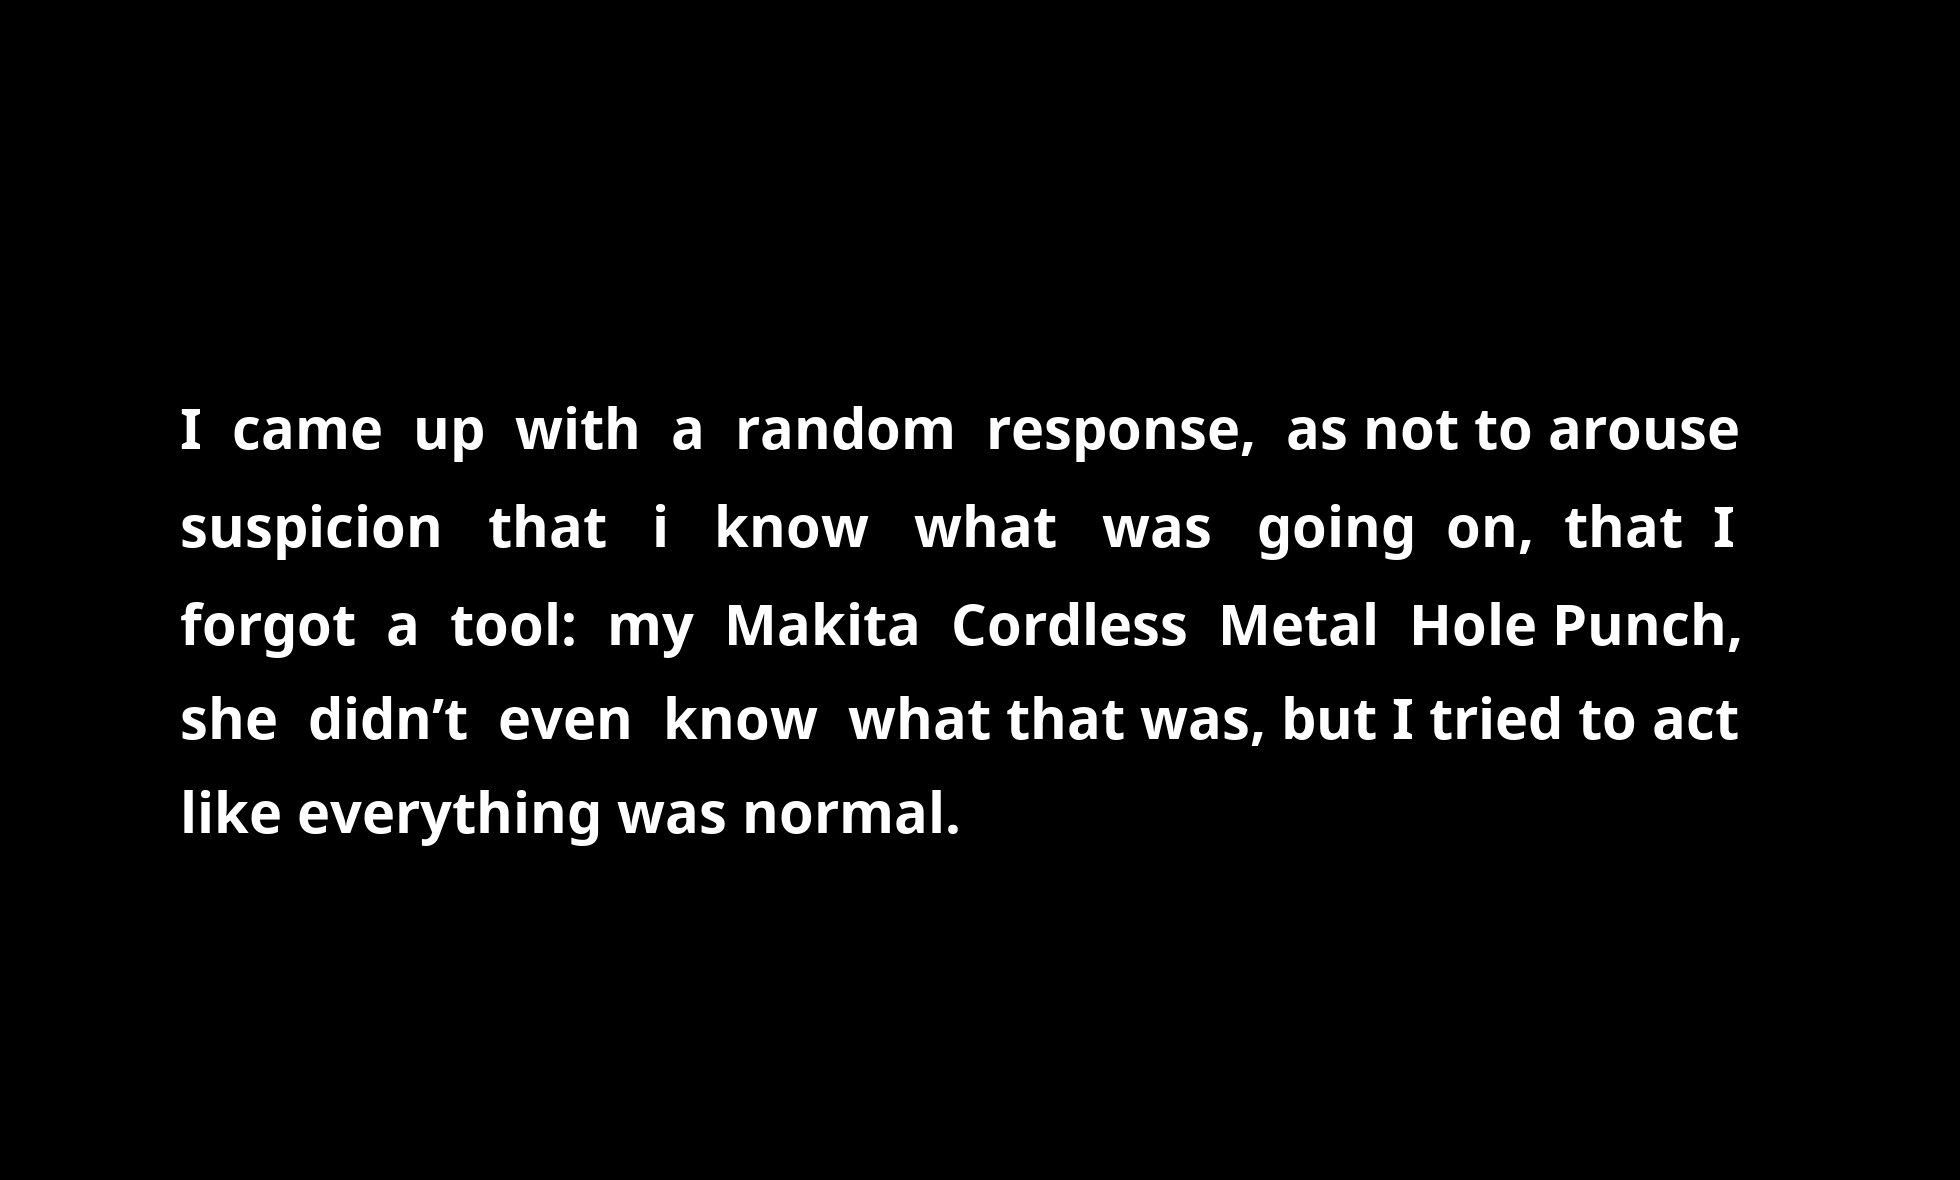 I came up with a random response, as not to arouse
suspicion that i know what was going on, that I
forgot a tool: my Makita Cordless Metal Hole Punch,
she didn’t even know what that was, but I tried to act
like everything was normal.